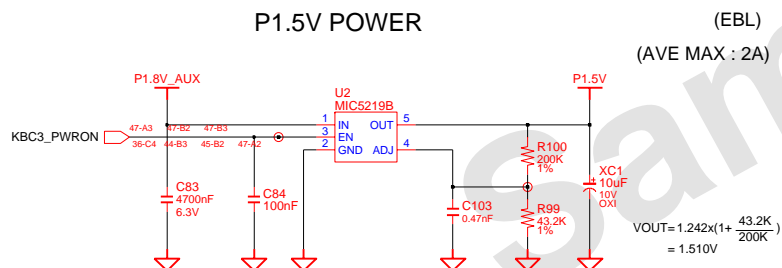 P1.5V POWER
(EBL)
(AVE MAX : 2A)
P1.8V_AUX
P1.5V
U2
MIC5219B
KBC3_PWRON
47-A3 47-B2 47-B3
36-C4 44-B3 45-B2 47-A2
1 IN OUT 5
3 EN
2 GND ADJ 4
R100
200K
1%
C83
4700nF
6.3V
C84
100nF
C103
0.47nF
R99
43.2K
1%
XC1
10uF
10V
OXI
VOUT=1.242x(1+ 43.2K / 200K )
= 1.510V
Sam